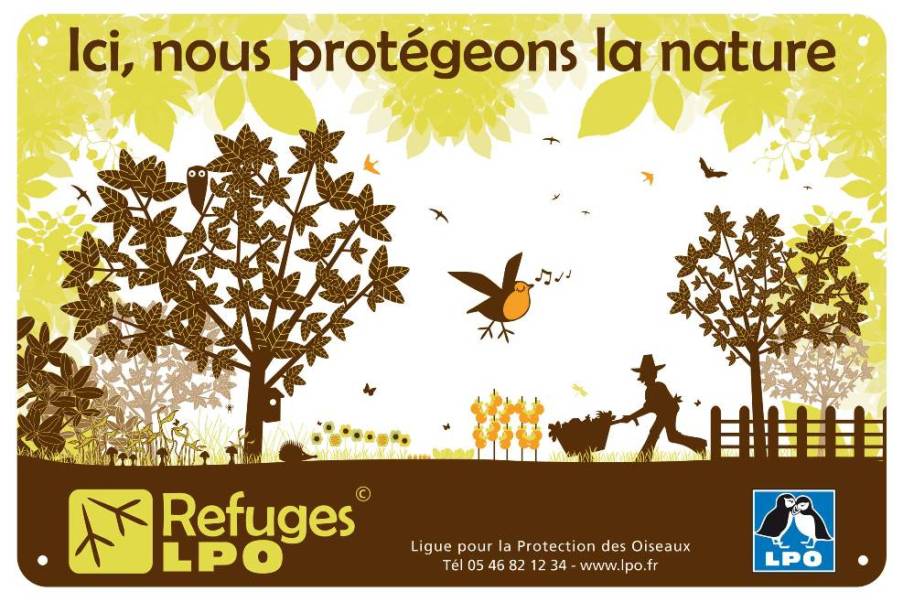 Ici, nous protégeons la nature
Refuges©
LPO
Ligue pour la Protection des Oiseaux
Tél 05 46 82 12 34 - www.lpo.fr
LPO